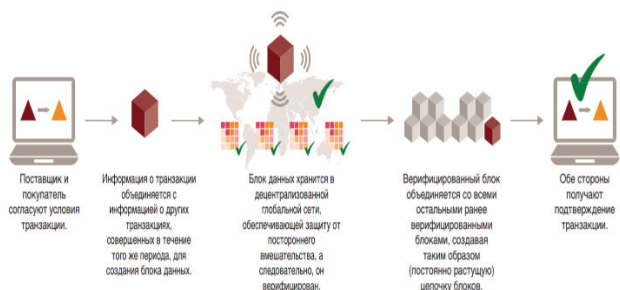 Поставщик и
покупатель
согласуют условия
транзакции.
Информация о транзакции
объединяется с
информацией о других
транзакциях,
совершенных в течение
того же периода, для
создания блока данных.
Блок данных хранится в
децентрализованной
глобальной сети,
обеспечивающей защиту от
постороннего
вмешательства, а
следовательно, он
верифицирован.
Верифицированный блок
объединяется со всеми
остальными ранее
верифицированными
блоками, создавая
таким образом
(постоянно растущую)
цепочку блоков.
Обе стороны
получают
подтверждение
транзакции.